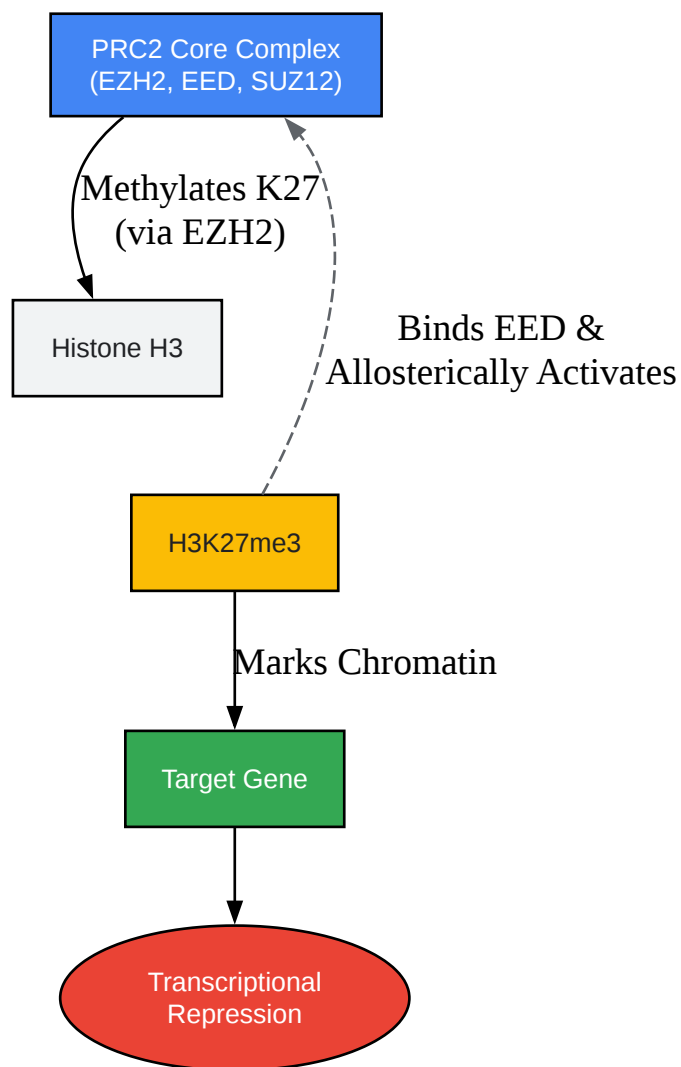 PRC2 Core Complex
(EZH2, EED, SUZ12)
Methylates K27
(via EZH2)
Histone H3
Binds EED &
Allosterically Activates
H3K27me3
Marks Chromatin
Target Gene
Transcriptional
Repression